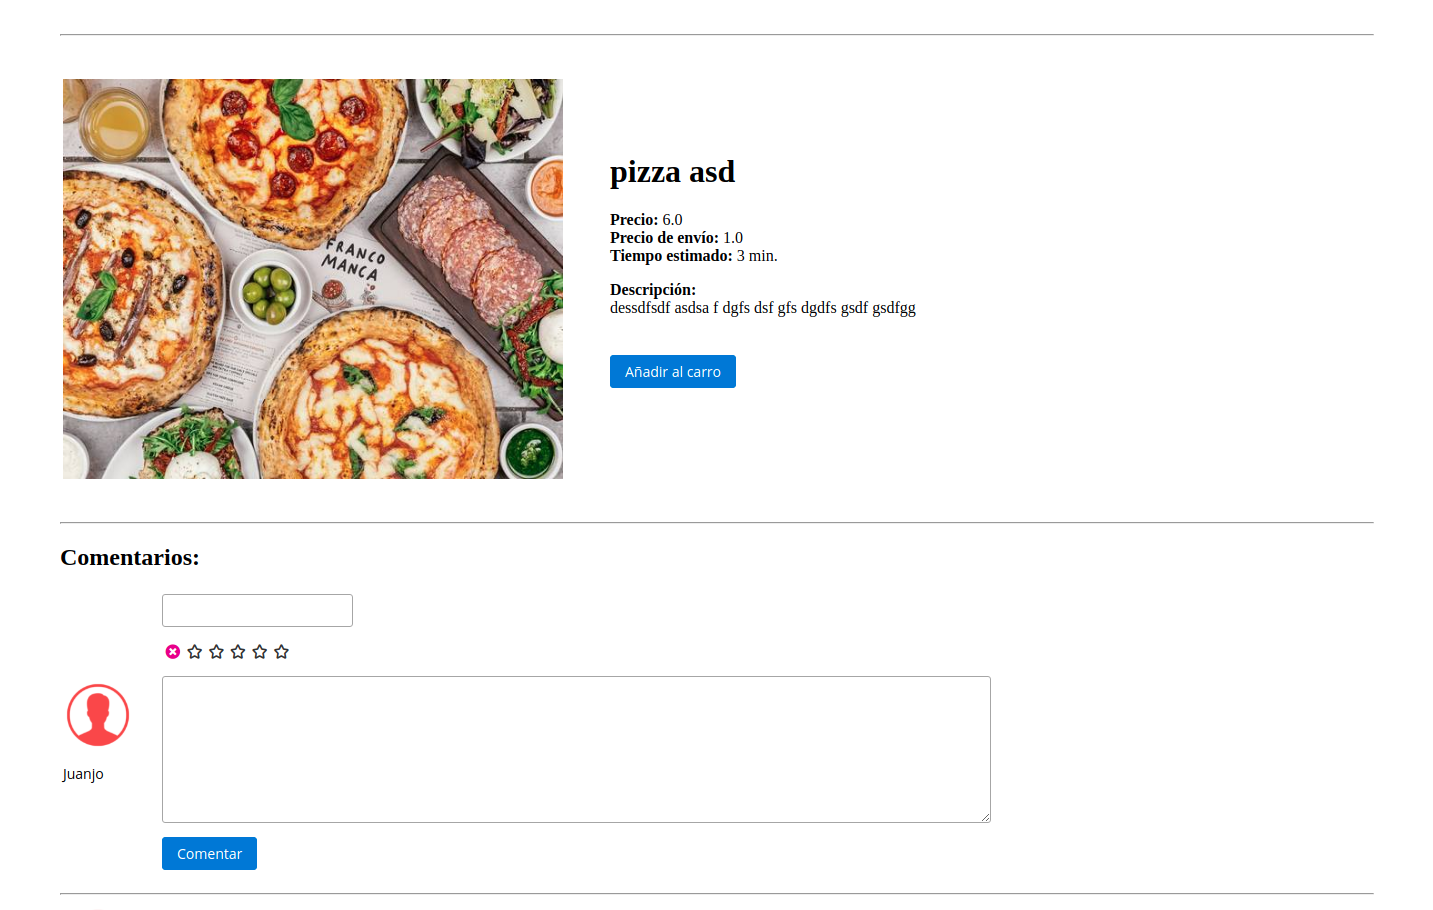 FRANCO
MANCA
pizza asd
Precio: 6.0
Precio de envío: 1.0
Tiempo estimado: 3 min.
Descripción:
dessdfsdf asdsa f dgfs dsf gfs dgdfs gsdf gsdfgg
Añadir al carro
Comentarios:
Juanjo
Comentar